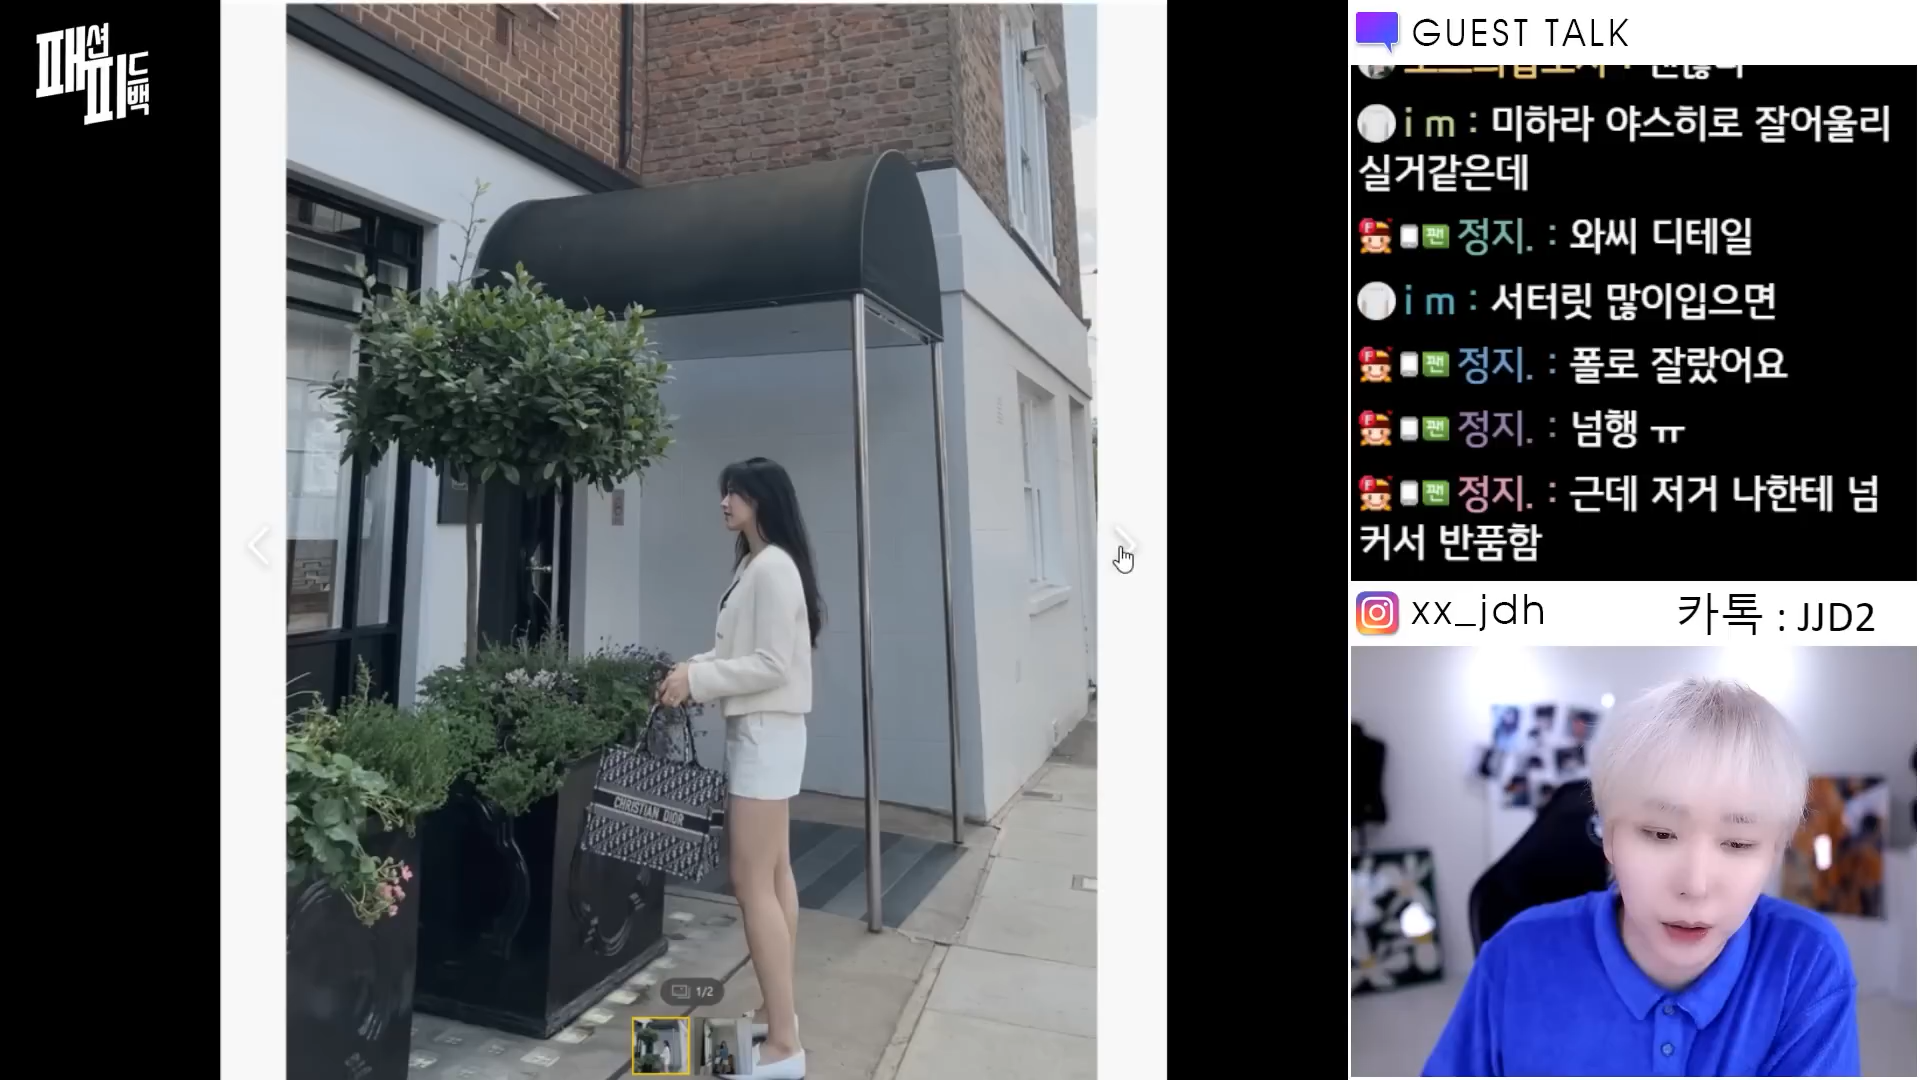 패션
피드백
GUEST TALK
i m : 미하라 야스히로 잘어울리
실거같은데
정지. : 와씨 디테일
i m : 서터릿 많이입으면
정지. : 폴로 잘랐어요
정지. : 넘행 ㅠ
정지. : 근데 저거 나한테 넘
커서 반품함
xx_jdh
카톡 : JJD2
CHRISTIAN DIOR
1/2